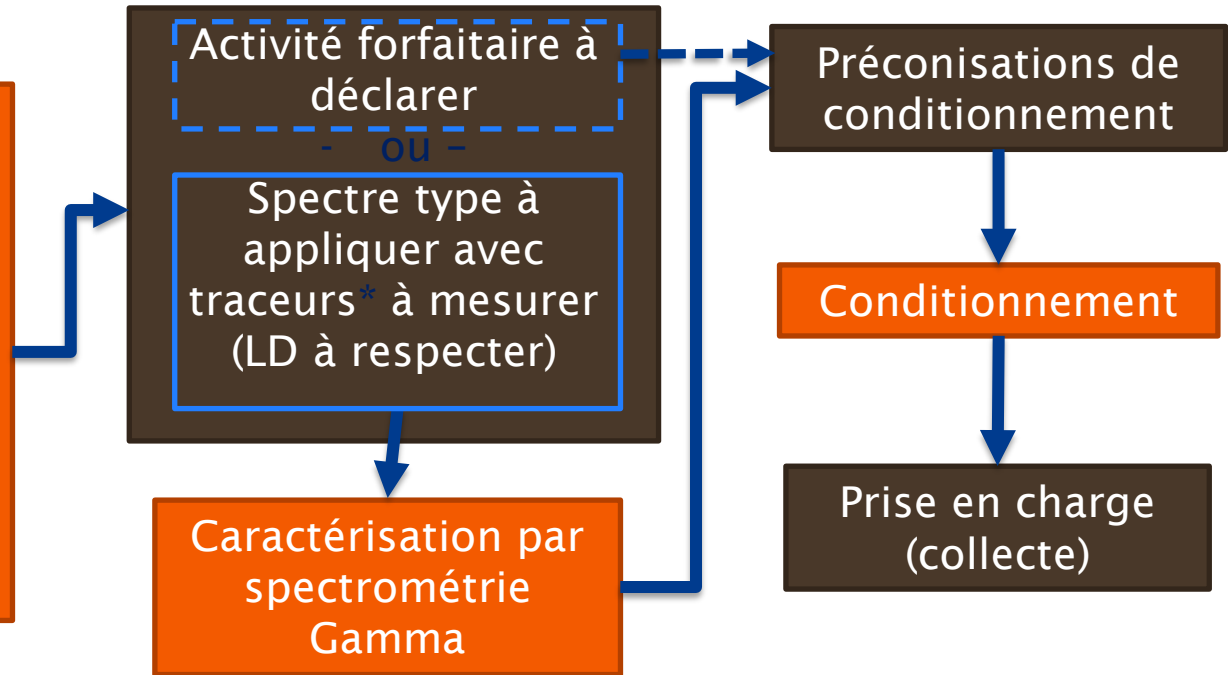 Activité forfaitaire à
déclarer
- ou –
Spectre type à
appliquer avec
traceurs* à mesurer
(LD à respecter)
Caractérisation par
spectrométrie
Gamma
Préconisations de
conditionnement
Conditionnement
Prise en charge
(collecte)